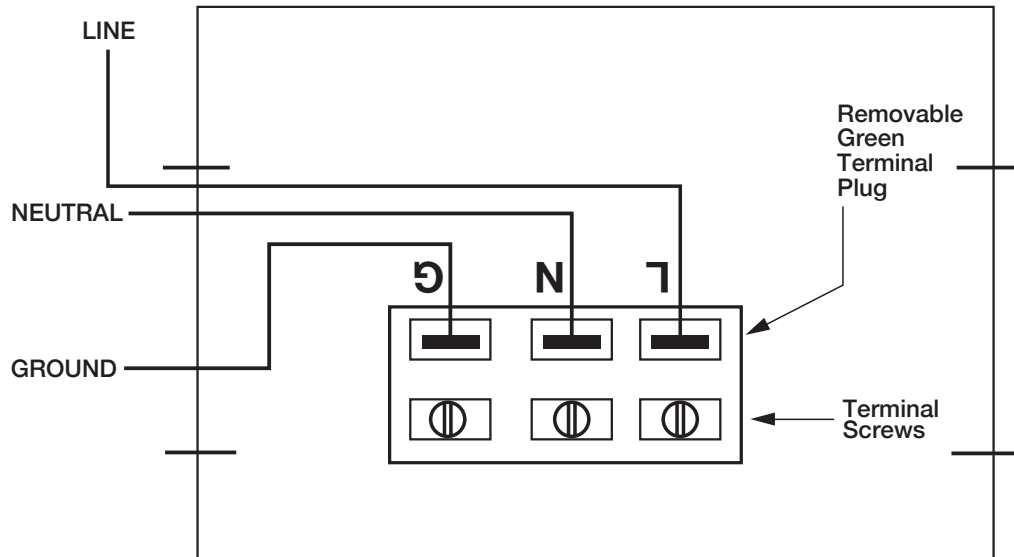 LINE
Removable
Green
Terminal
Plug
NEUTRAL
G N L
GROUND
Terminal
Screws